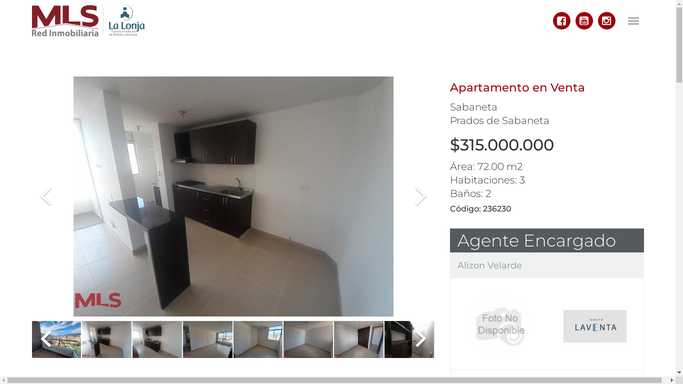 MLS
Red Inmobiliaria
La Lonja
Apartamento en Venta
Sabaneta
Prados de Sabaneta
$315.000.000
Área: 72.00 m2
Habitaciones: 3
Baños: 2
Código: 236230
MLS
Agente Encargado
Alizon Velarde
Foto No
Disponible
LAVENTA